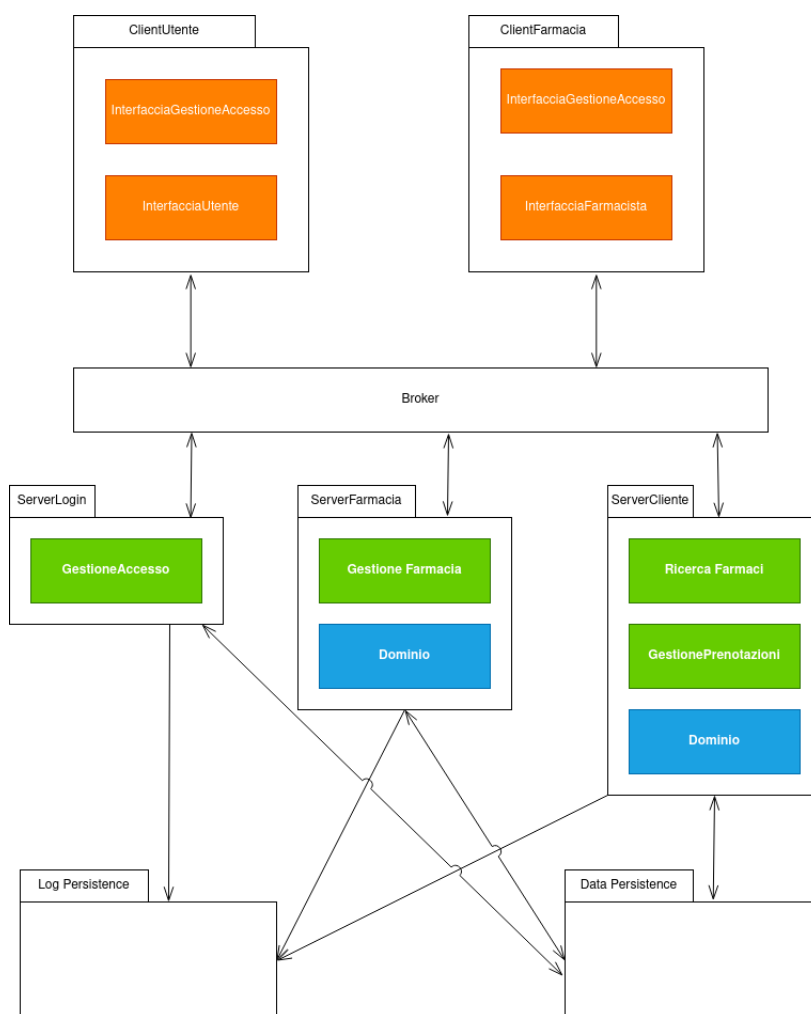 ClientUtente
ClientFarmacia
InterfacciaGestioneAccesso
InterfacciaGestioneAccesso
InterfacciaUtente
InterfacciaFarmacista
Broker
ServerLogin
ServerFarmacia
ServerCliente
GestioneAccesso
Gestione Farmacia
Ricerca Farmaci
Dominio
GestionePrenotazioni
Dominio
Log Persistence
Data Persistence